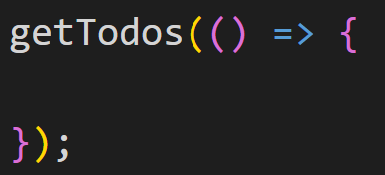 getTodos(() => {
});